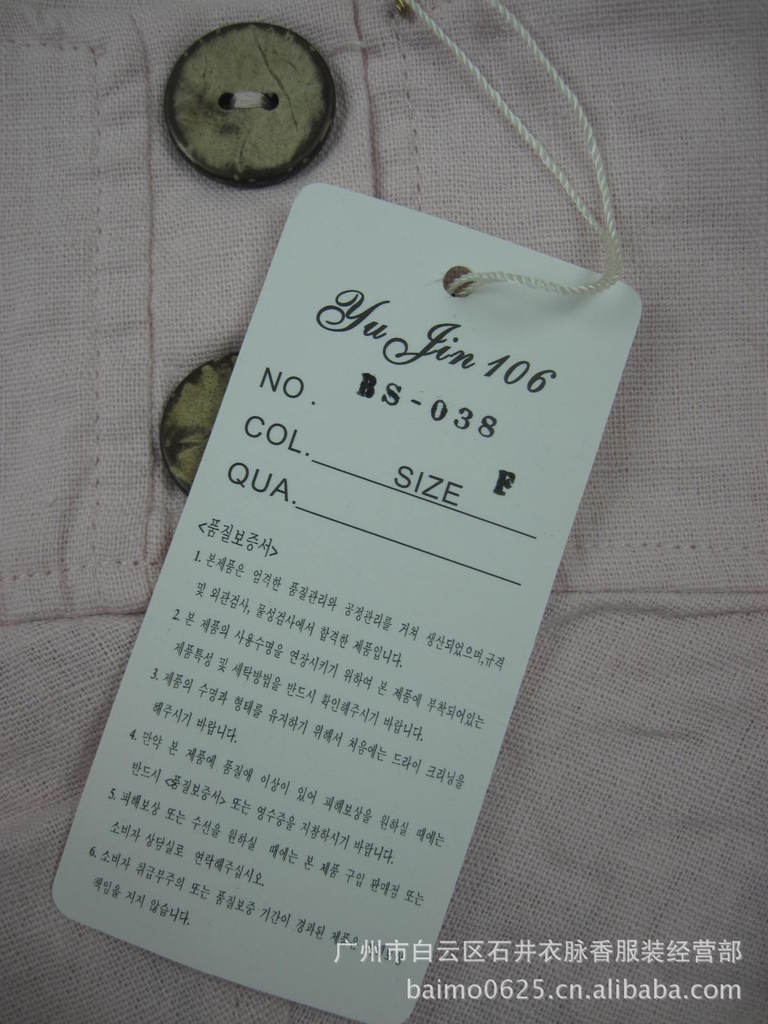 Yu Jin 106
NO. BS-038
COL. SIZE F
QUA.
<품질보증서>
1. 본제품은 엄격한 품질관리와 공정관리를 거쳐 생산되었으며,규격
및 외관검사, 물성검사에서 합격한 제품입니다.
2. 본 제품의 사용수명을 연장시키기 위하여 본 제품에 부착되어있는
제품특성 및 세탁방법을 반드시 확인해주시기 바랍니다.
3. 제품의 수명과 형태를 유지하기 위해서 처음에는 드라이 크리닝을
해주시기 바랍니다.
4. 만약 본 제품에 품질에 이상이 있어 피해보상을 원하실 때에는
반드시 <품질보증서> 또는 영수증을 지참하시기 바랍니다.
5. 피해보상 또는 수선을 원하실 때에는 본 제품 구입 판매점 또는
소비자 상담실로 연락해주십시오.
6. 소비자 취급부주의 또는 품질보증 기간이 경과된 제품은
책임을 지지 않습니다.
广州市白云区石井衣脉香服装经营部
baimo0625.cn.alibaba.com